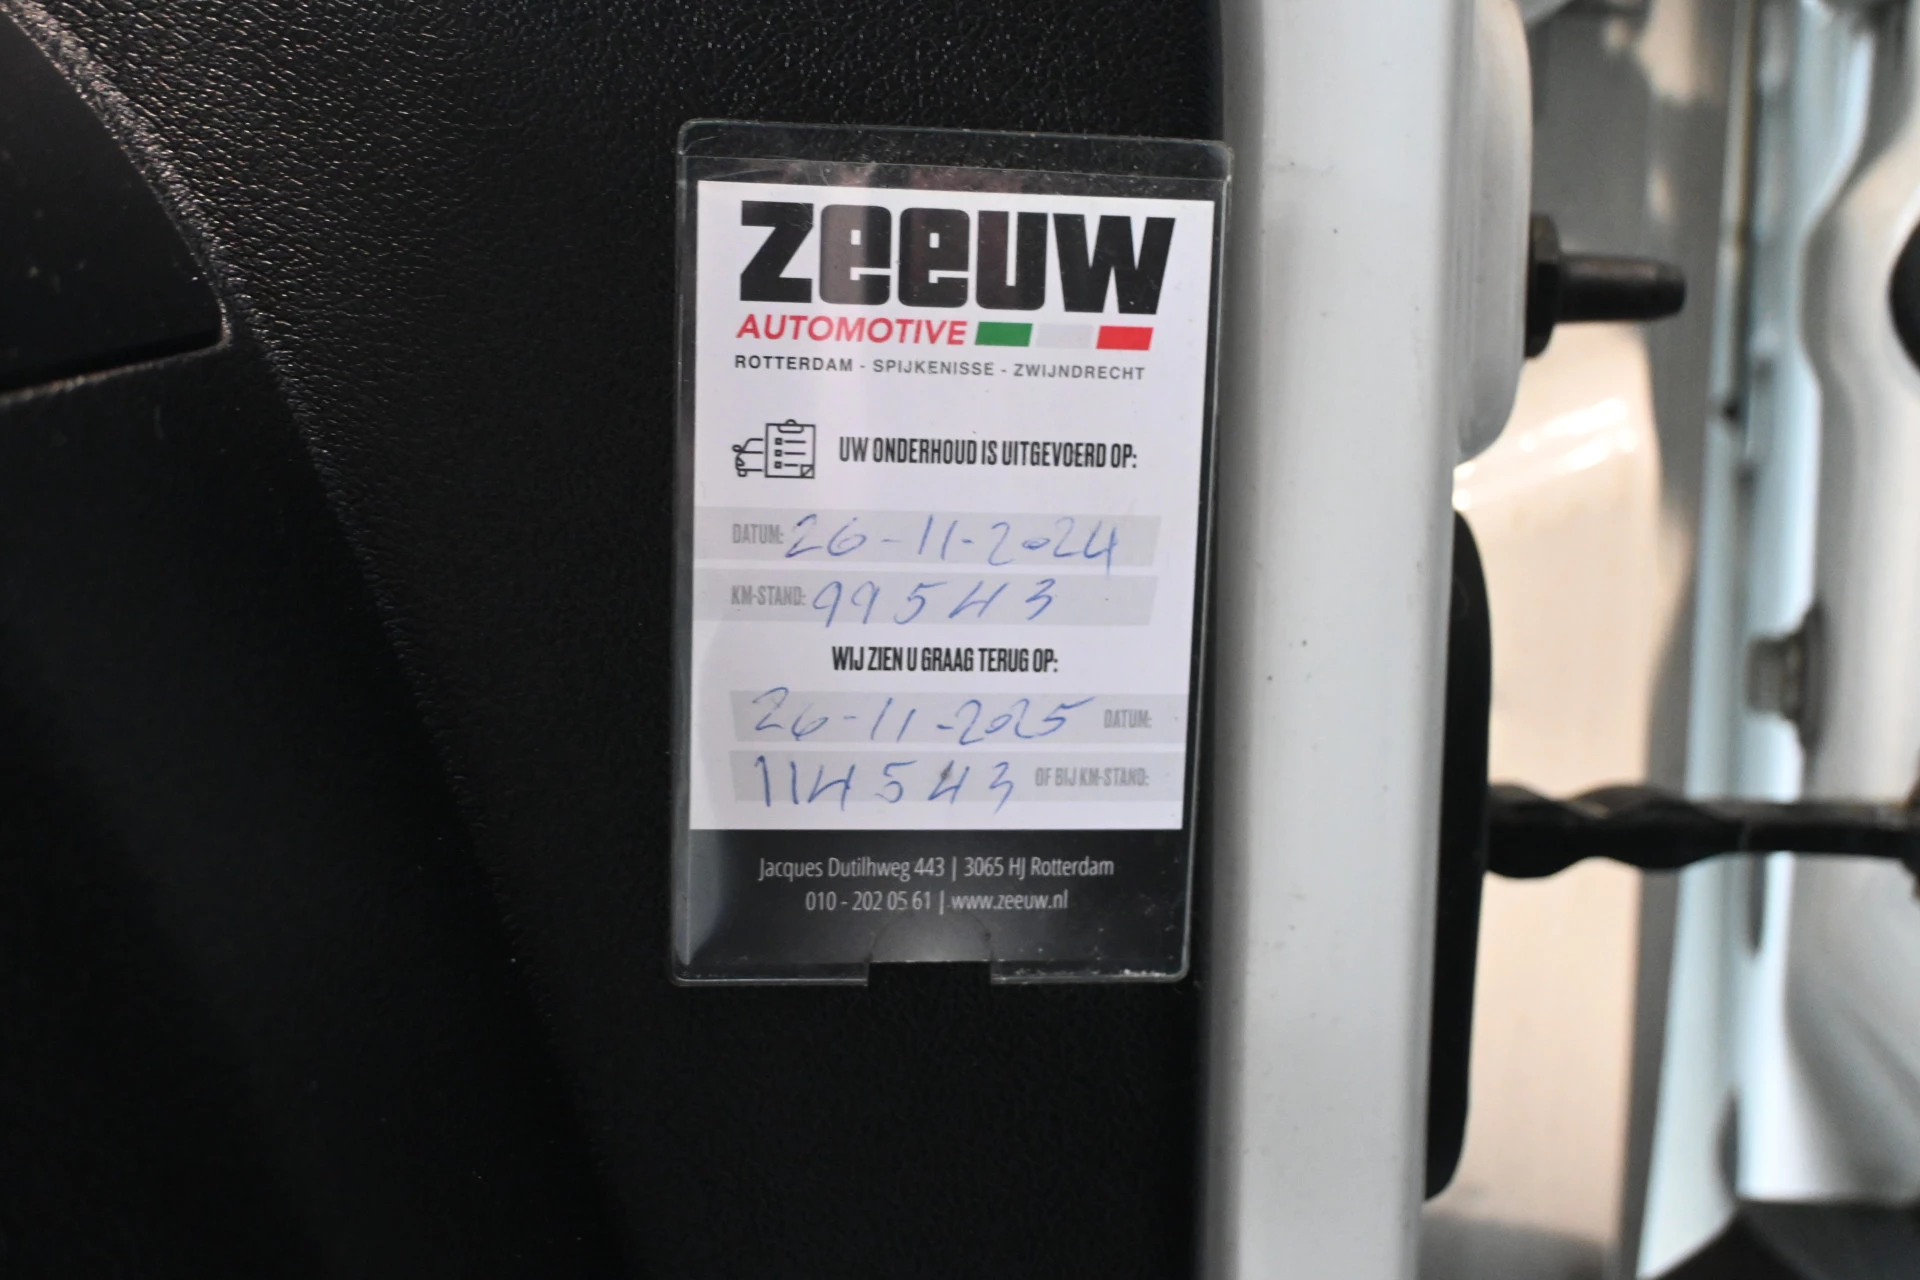 Zeeuw
AUTOMOTIVE
ROTTERDAM - SPIJKENISSE - ZWIJNDRECHT
UW ONDERHOUD IS UITGEVOERD OP:
DATUM: 26-11-2024
KM-STAND: 99543
WIJ ZIEN U GRAAG TERUG OP:
26-11-2025 DATUM:
114543 OF BIJ KM-STAND:
Jacques Dutilhweg 443 | 3065 HJ Rotterdam
010 - 202 05 61 | www.zeeuw.nl